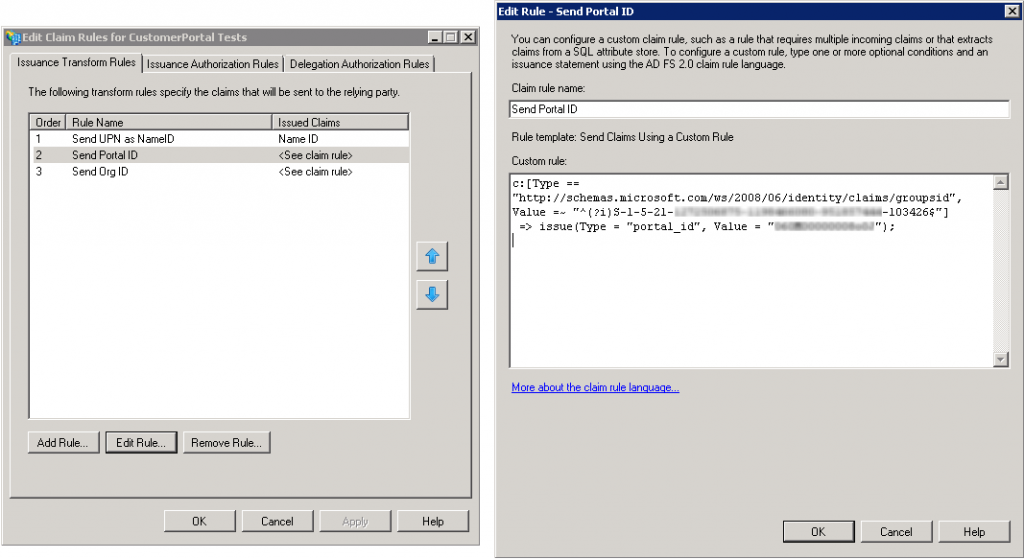 Edit Claim Rules for CustomerPortal Tests
Issuance Transform Rules Issuance Authorization Rules Delegation Authorization Rules
The following transform rules specify the claims that will be sent to the relying party.
Order Rule Name Issued Claims
1 Send UPN as NameID Name ID
2 Send Portal ID <See claim rule>
3 Send Org ID <See claim rule>
Add Rule... Edit Rule... Remove Rule...
OK Cancel Apply Help
Edit Rule - Send Portal ID
You can configure a custom claim rule, such as a rule that requires multiple incoming claims or that extracts
claims from a SQL attribute store. To configure a custom rule, type one or more optional conditions and an
issuance statement using the AD FS 2.0 claim rule language.
Claim rule name:
Send Portal ID
Rule template: Send Claims Using a Custom Rule
Custom rule:
c:[Type ==
"http://schemas.microsoft.com/ws/2008/06/identity/claims/groupsid",
Value =~ "^(?i)S-1-5-21- -103426$"]
=> issue(Type = "portal_id", Value = " ");
More about the claim rule language...
OK Cancel Help